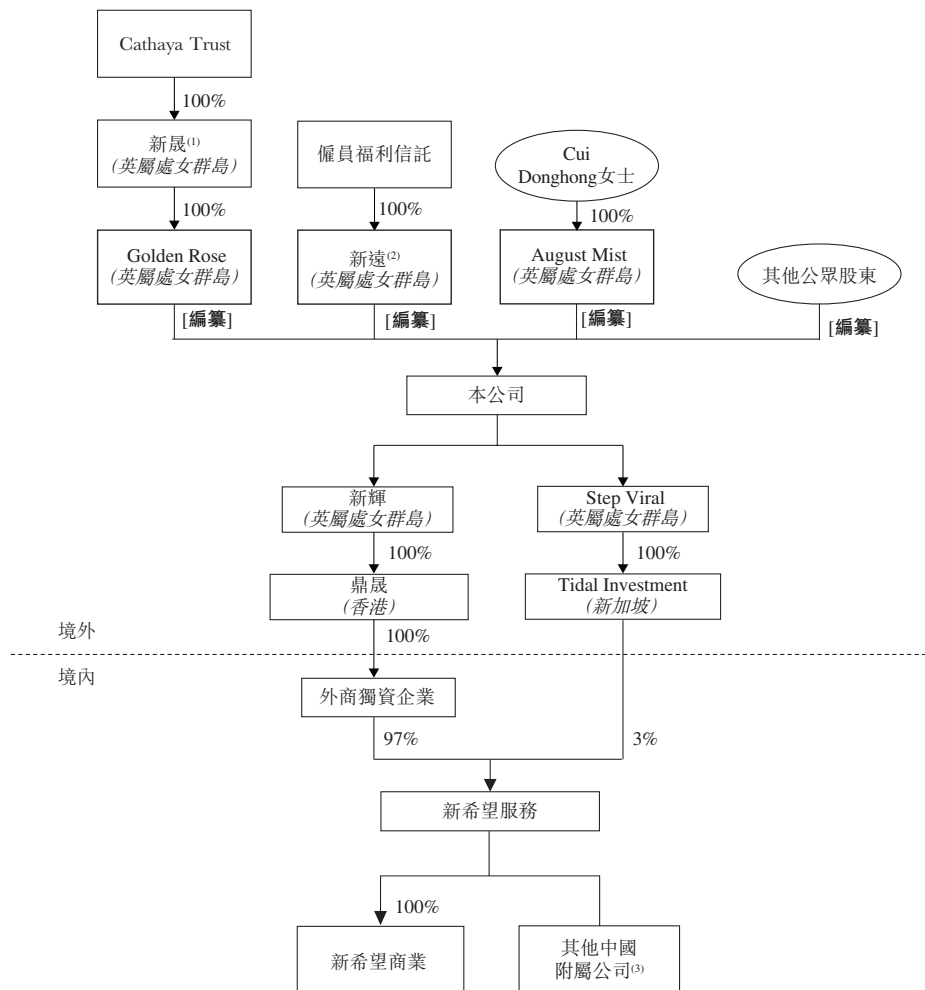 Cathaya Trust
100%
新晟(1)
(英屬處女群島)
僱員福利信託
Cui
Donghong女士
100%
100%
100%
Golden Rose
(英屬處女群島)
新遠(2)
(英屬處女群島)
August Mist
(英屬處女群島)
其他公眾股東
[編纂]
[編纂]
[編纂]
[編纂]
本公司
新輝
(英屬處女群島)
Step Viral
(英屬處女群島)
100%
100%
鼎晟
(香港)
Tidal Investment
(新加坡)
境外
100%
境內
外商獨資企業
97%
3%
新希望服務
100%
新希望商業
其他中國
附屬公司(3)